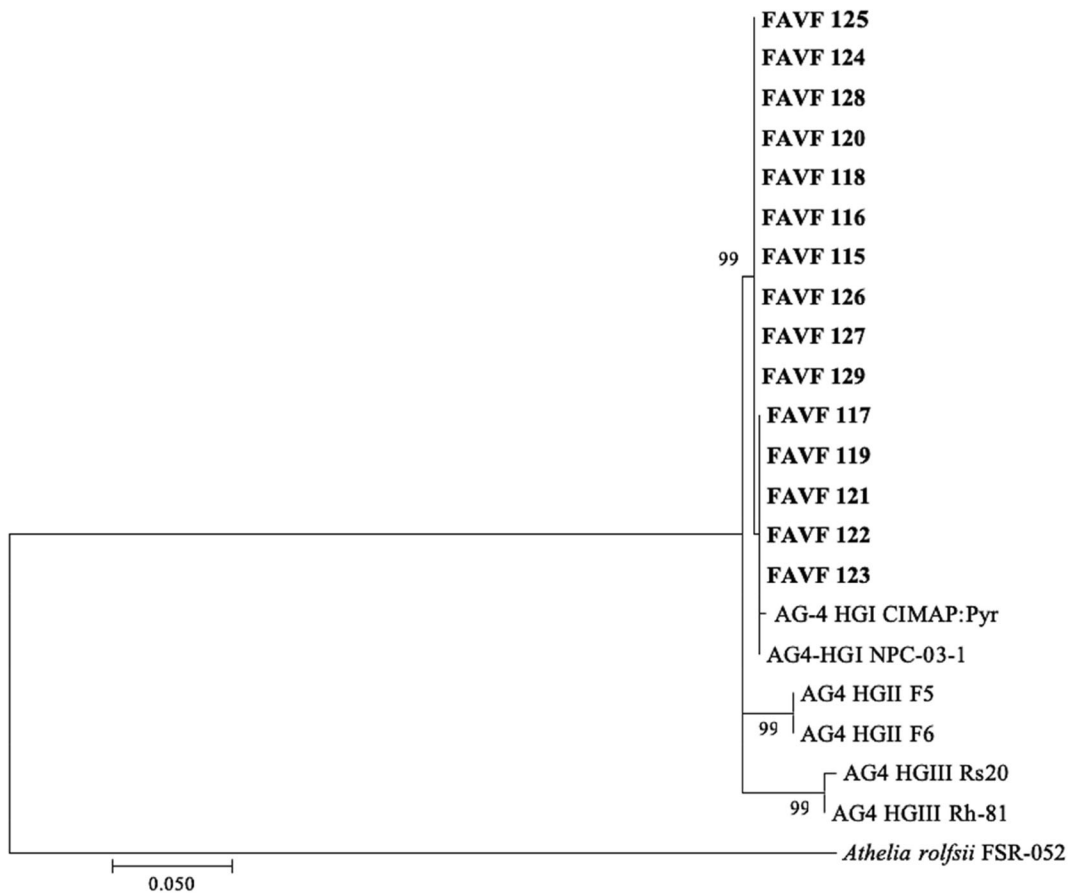 FAVF 125
FAVF 124
FAVF 128
FAVF 120
FAVF 118
FAVF 116
99
FAVF 115
FAVF 126
FAVF 127
FAVF 129
FAVF 117
FAVF 119
FAVF 121
FAVF 122
FAVF 123
AG-4 HGI CIMAP:Pyr
AG4-HGI NPC-03-1
AG4 HGII F5
99
AG4 HGII F6
AG4 HGIII Rs20
99
AG4 HGIII Rh-81
Athelia rolfsii FSR-052
0.050